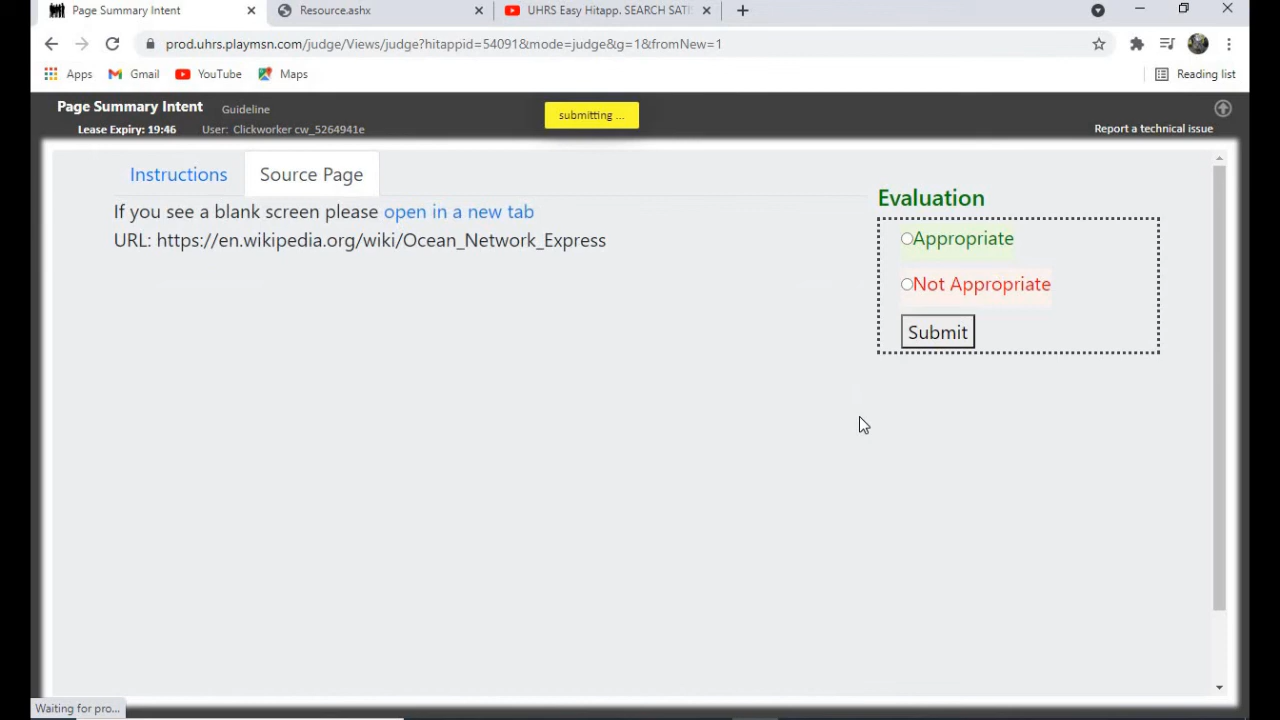 Page Summary Intent
Resource.ashx
UHRS Easy Hitapp. SEARCH SATI
prod.uhrs.playmsn.com/judge/Views/judge?hitappid=54091&mode=judge&g=1&fromNew=1
Apps
Gmail
YouTube
Maps
Reading list
Page Summary Intent
Guideline
submitting ...
Lease Expiry: 19:46
User: Clickworker cw_5264941e
Report a technical issue
Instructions
Source Page
If you see a blank screen please open in a new tab
URL: https://en.wikipedia.org/wiki/Ocean_Network_Express
Evaluation
Appropriate
Not Appropriate
Submit
Waiting for pro...